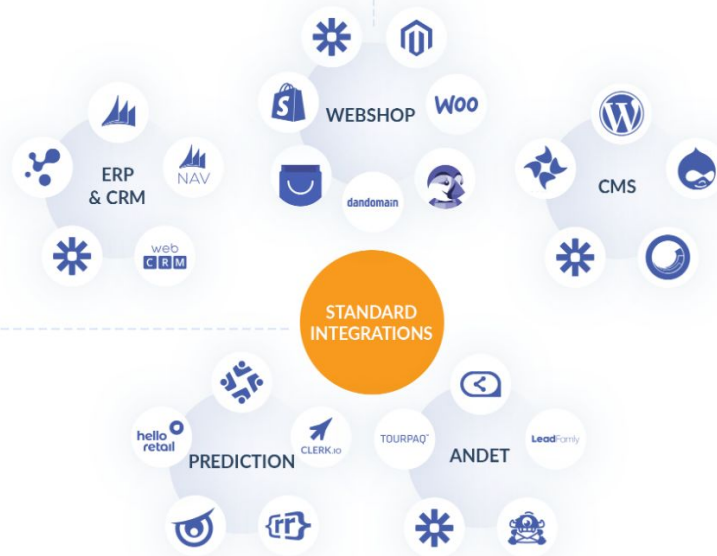 WEBSHOP
WOO
dandomain
ERP
& CRM
NAV
web
CRM
CMS
STANDARD
INTEGRATIONS
hello
retail
PREDICTION
CLERK.IO
{rr}
TOURPAQ
ANDET
LeadFamly